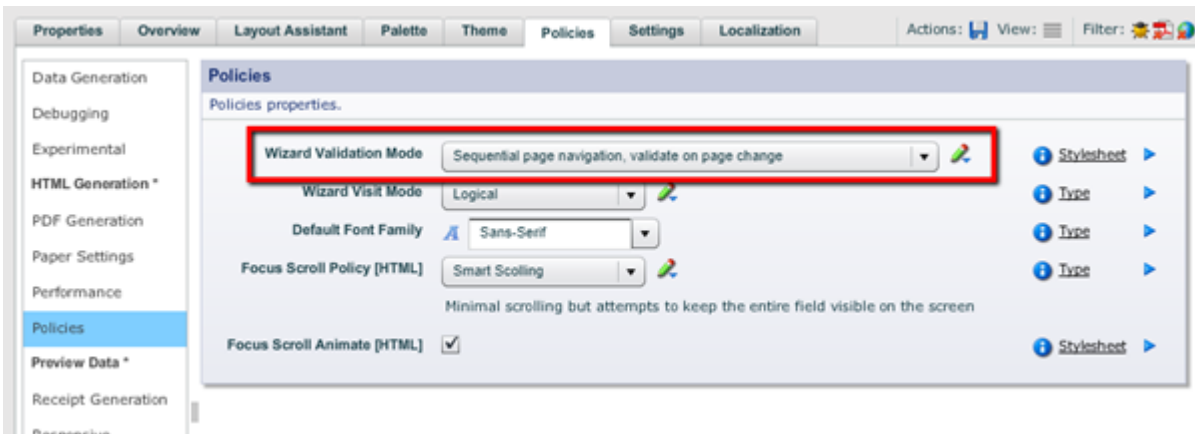 Properties Overview Layout Assistant Palette Theme Policies Settings Localization Actions: View: Filter:
Data Generation
Debugging
Experimental
HTML Generation *
PDF Generation
Paper Settings
Performance
Policies
Preview Data *
Receipt Generation
Responsive
Policies
Policies properties.
Wizard Validation Mode Sequential page navigation, validate on page change Stylesheet
Wizard Visit Mode Logical Type
Default Font Family A Sans-Serif Type
Focus Scroll Policy [HTML] Smart Scolling Type
Minimal scrolling but attempts to keep the entire field visible on the screen
Focus Scroll Animate [HTML] Stylesheet